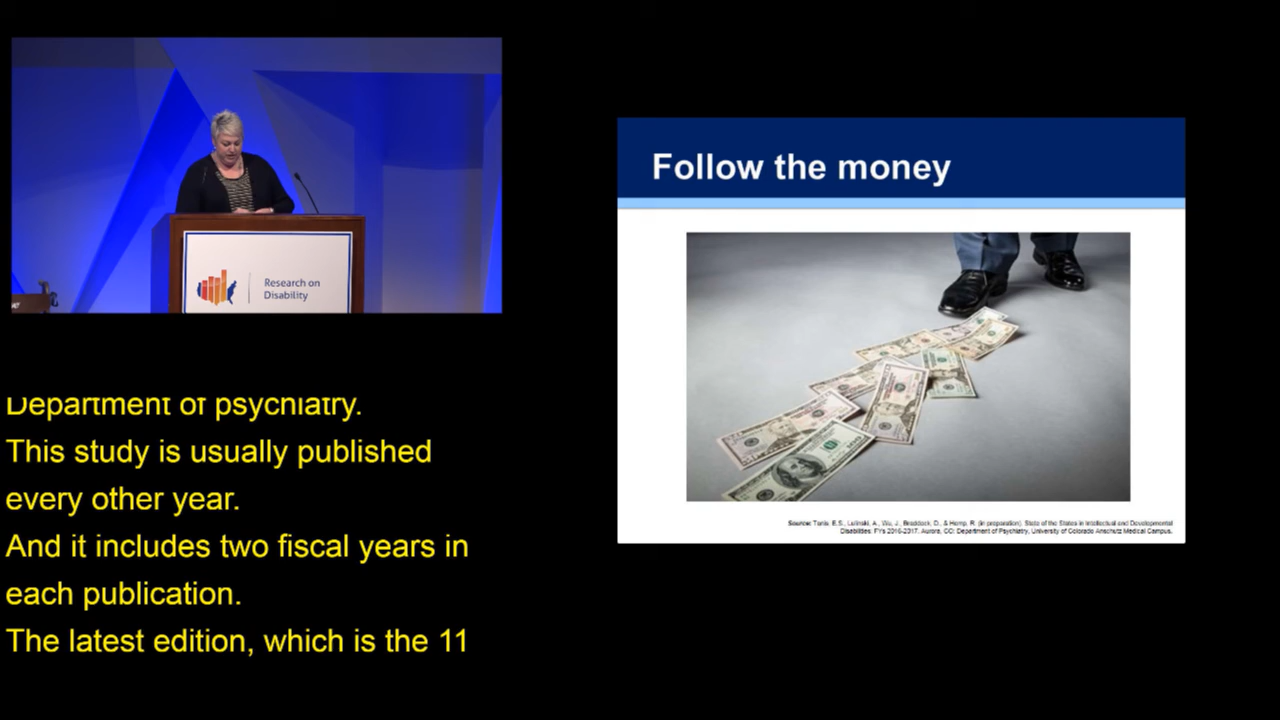 Research on
Disability
Follow the money
Source: Tanis, E.S., Lulinski, A., Wu, J., Braddock, D., & Hemp, R. (in preparation). State of the States in Intellectual and Developmental
Disabilities: FYs 2016-2017. Aurora, CO: Department of Psychiatry, University of Colorado Anschutz Medical Campus.
Department of psychiatry.
This study is usually published
every other year.
And it includes two fiscal years in
each publication.
The latest edition, which is the 11